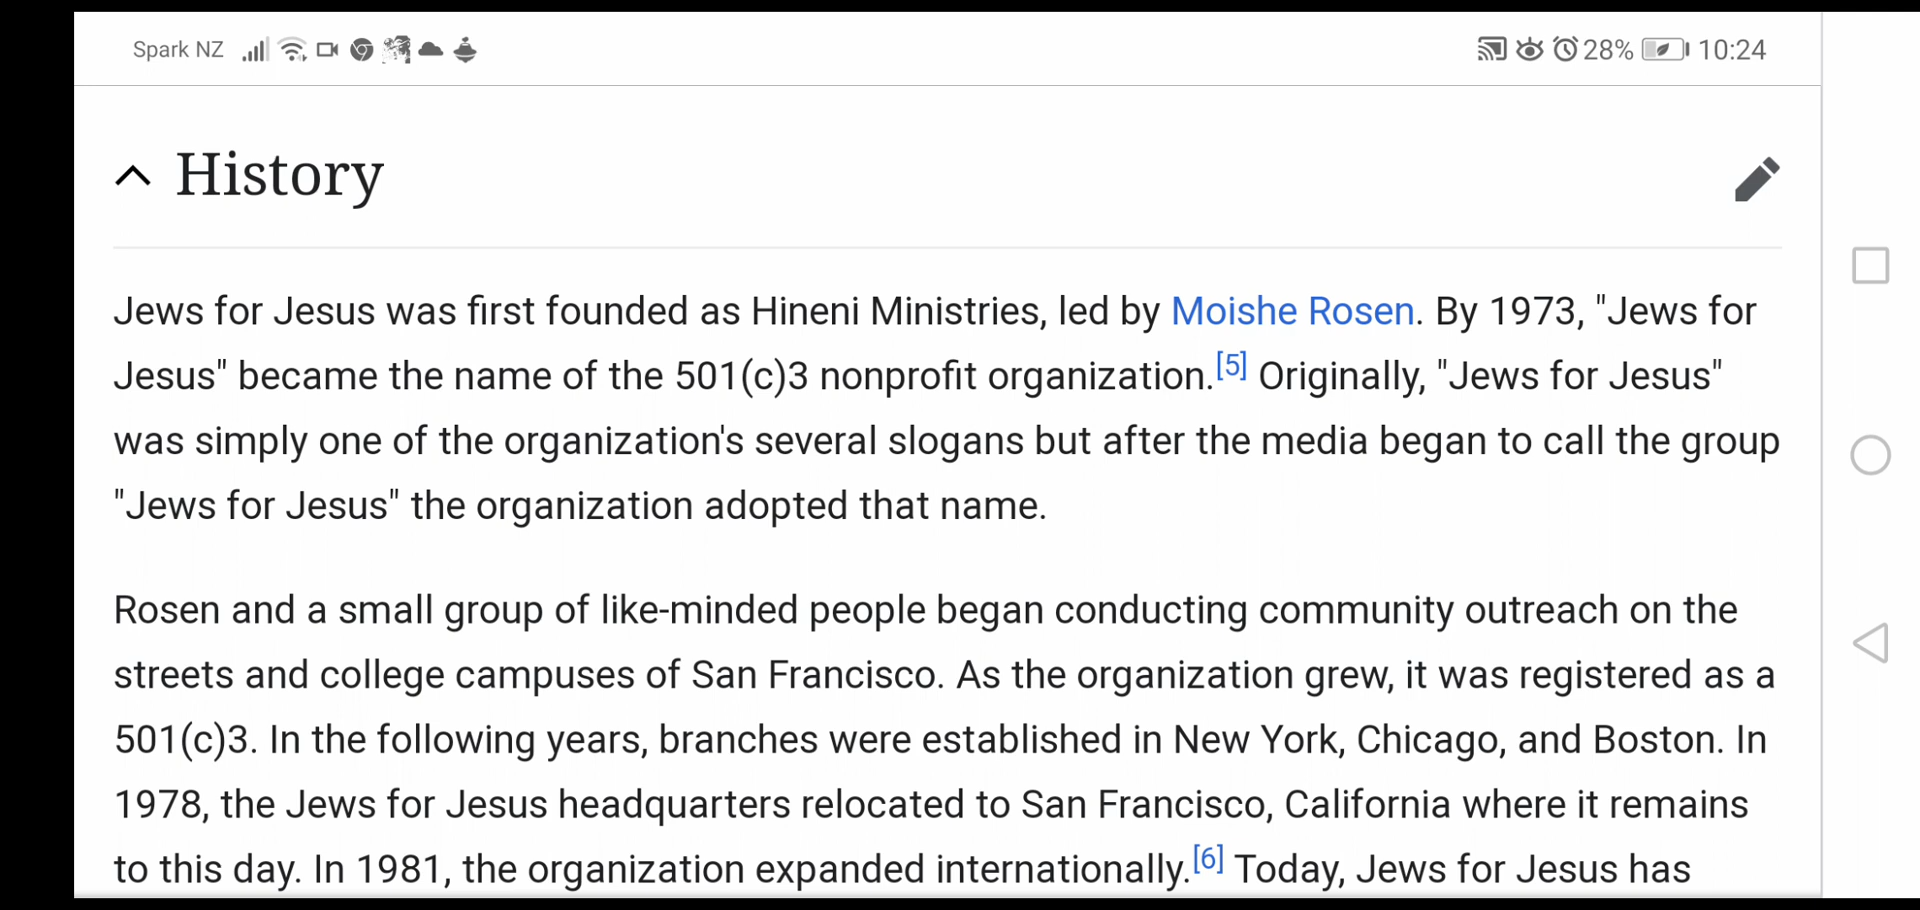 Spark NZ 28% 10:24
History
Jews for Jesus was first founded as Hineni Ministries, led by Moishe Rosen. By 1973, "Jews for
Jesus" became the name of the 501(c)3 nonprofit organization.[5] Originally, "Jews for Jesus"
was simply one of the organization's several slogans but after the media began to call the group
"Jews for Jesus" the organization adopted that name.
Rosen and a small group of like-minded people began conducting community outreach on the
streets and college campuses of San Francisco. As the organization grew, it was registered as a
501(c)3. In the following years, branches were established in New York, Chicago, and Boston. In
1978, the Jews for Jesus headquarters relocated to San Francisco, California where it remains
to this day. In 1981, the organization expanded internationally.[6] Today, Jews for Jesus has